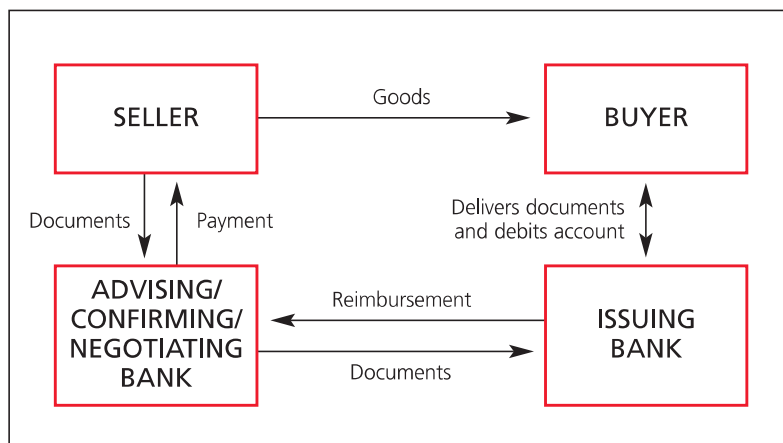 Goods
SELLER
BUYER
Documents
Payment
Delivers documents
and debits account
ADVISING/
CONFIRMING/
NEGOTIATING
BANK
Reimbursement
ISSUING
BANK
Documents